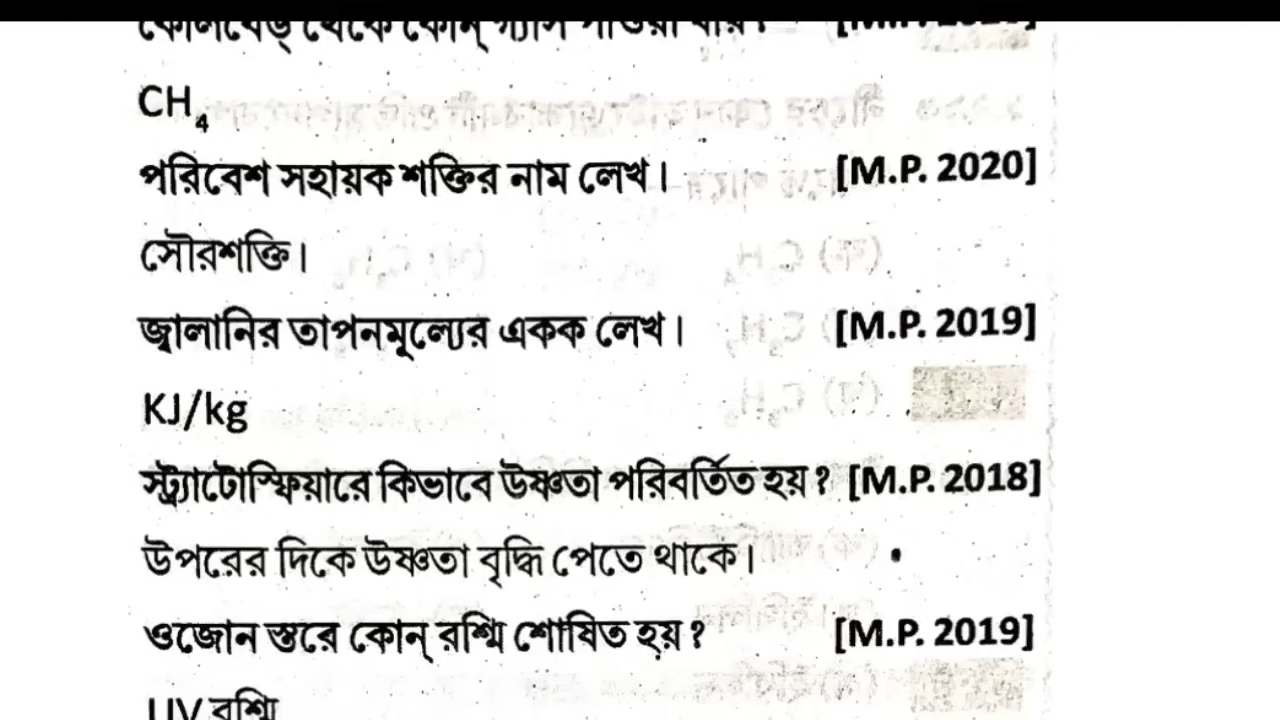 CH₄
পরিবেশ সহায়ক শক্তির নাম লেখ। [M.P. 2020]
সৌরশক্তি।
জ্বালানির তাপনমূল্যের একক লেখ। [M.P. 2019]
KJ/kg
স্ট্র্যাটোস্ফিয়ারে কিভাবে উষ্ণতা পরিবর্তিত হয়? [M.P. 2018]
উপরের দিকে উষ্ণতা বৃদ্ধি পেতে থাকে।
ওজোন স্তরে কোন্ রশ্মি শোষিত হয়? [M.P. 2019]
UV রশ্মি